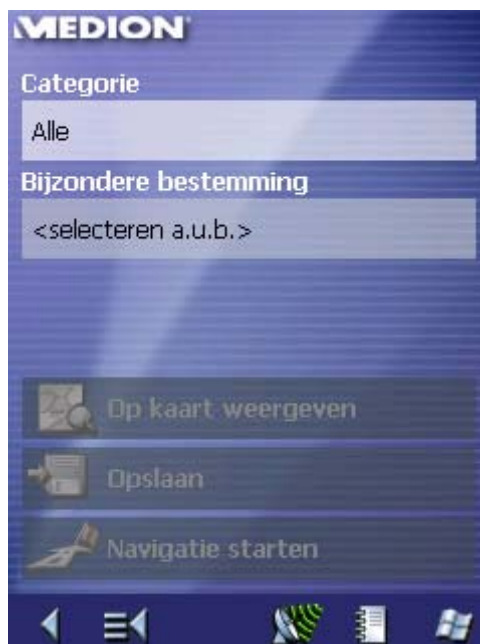 MEDION
Categorie
Alle
Bijzondere bestemming
<selecteren a.u.b.>
Op kaart weergeven
Opslaan
Navigatie starten